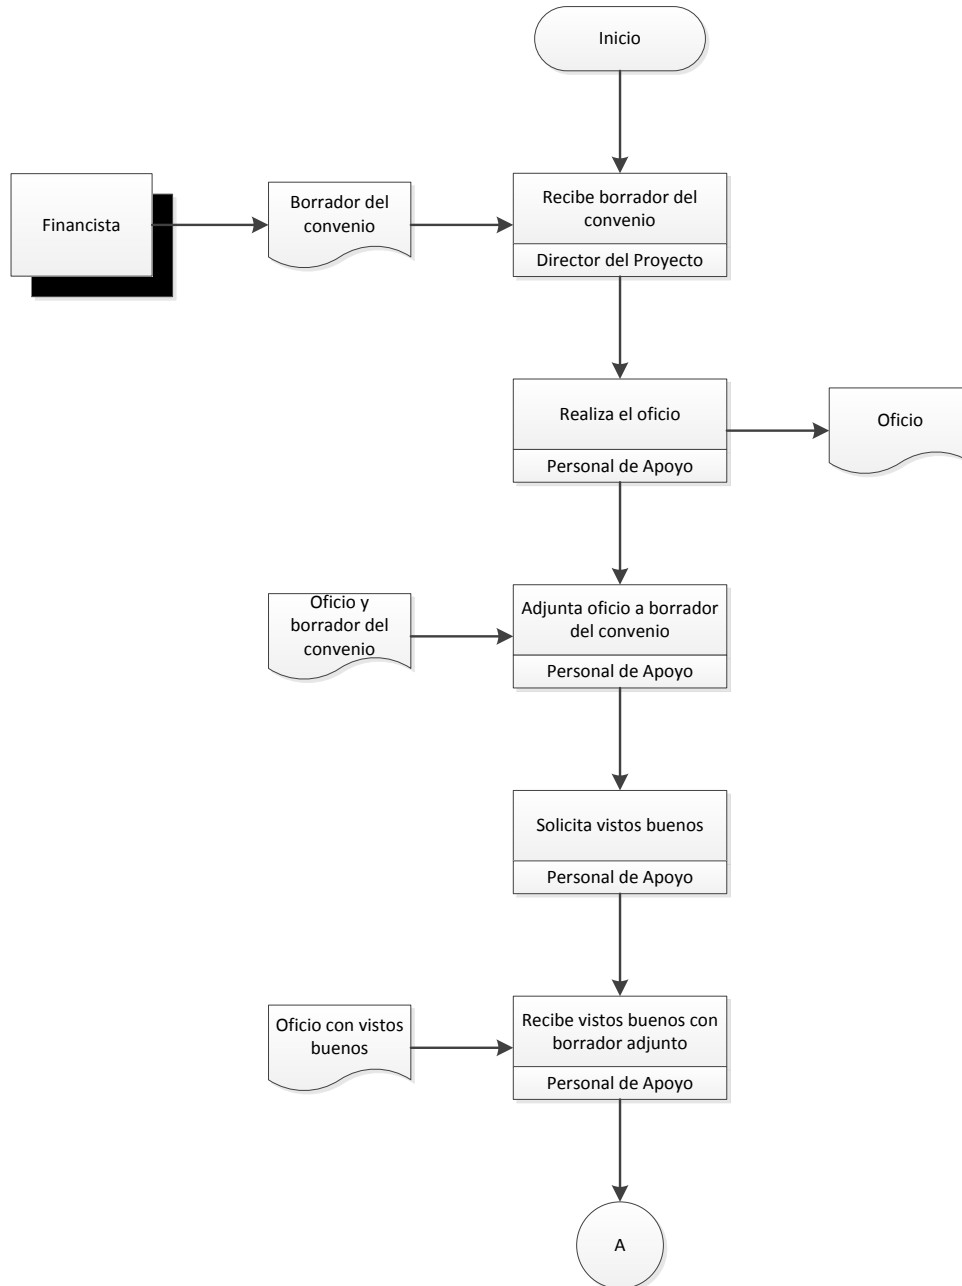 Inicio
Financista
Borrador del
convenio
Recibe borrador del
convenio
Director del Proyecto
Realiza el oficio
Personal de Apoyo
Oficio
Oficio y
borrador del
convenio
Adjunta oficio a borrador
del convenio
Personal de Apoyo
Solicita vistos buenos
Personal de Apoyo
Oficio con vistos
buenos
Recibe vistos buenos con
borrador adjunto
Personal de Apoyo
A